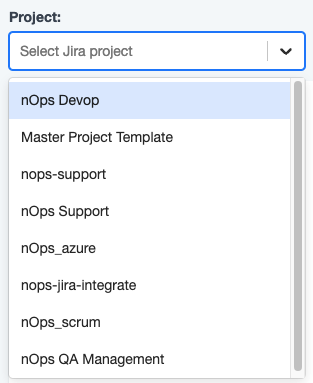 Project:
Select Jira project
nOps Devop
Master Project Template
nops-support
nOps Support
nOps_azure
nops-jira-integrate
nOps_scrum
nOps QA Management